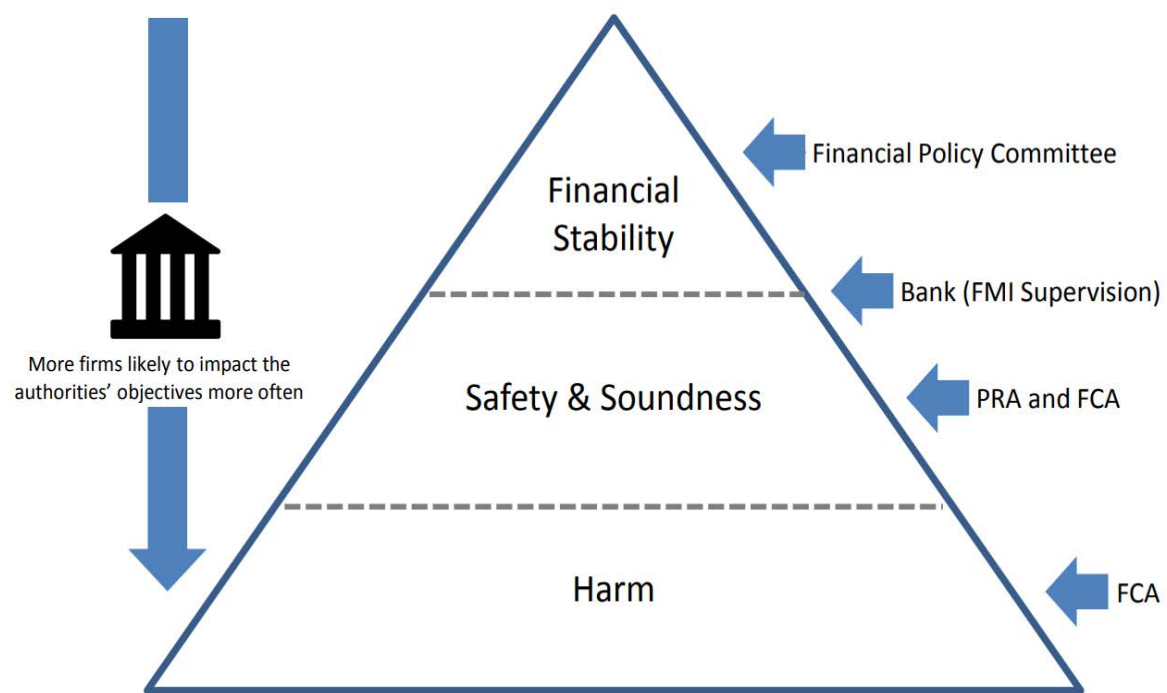 Financial Policy Committee
Financial
Stability
Bank (FMI Supervision)
More firms likely to impact the
authorities’ objectives more often
Safety & Soundness
PRA and FCA
Harm
FCA